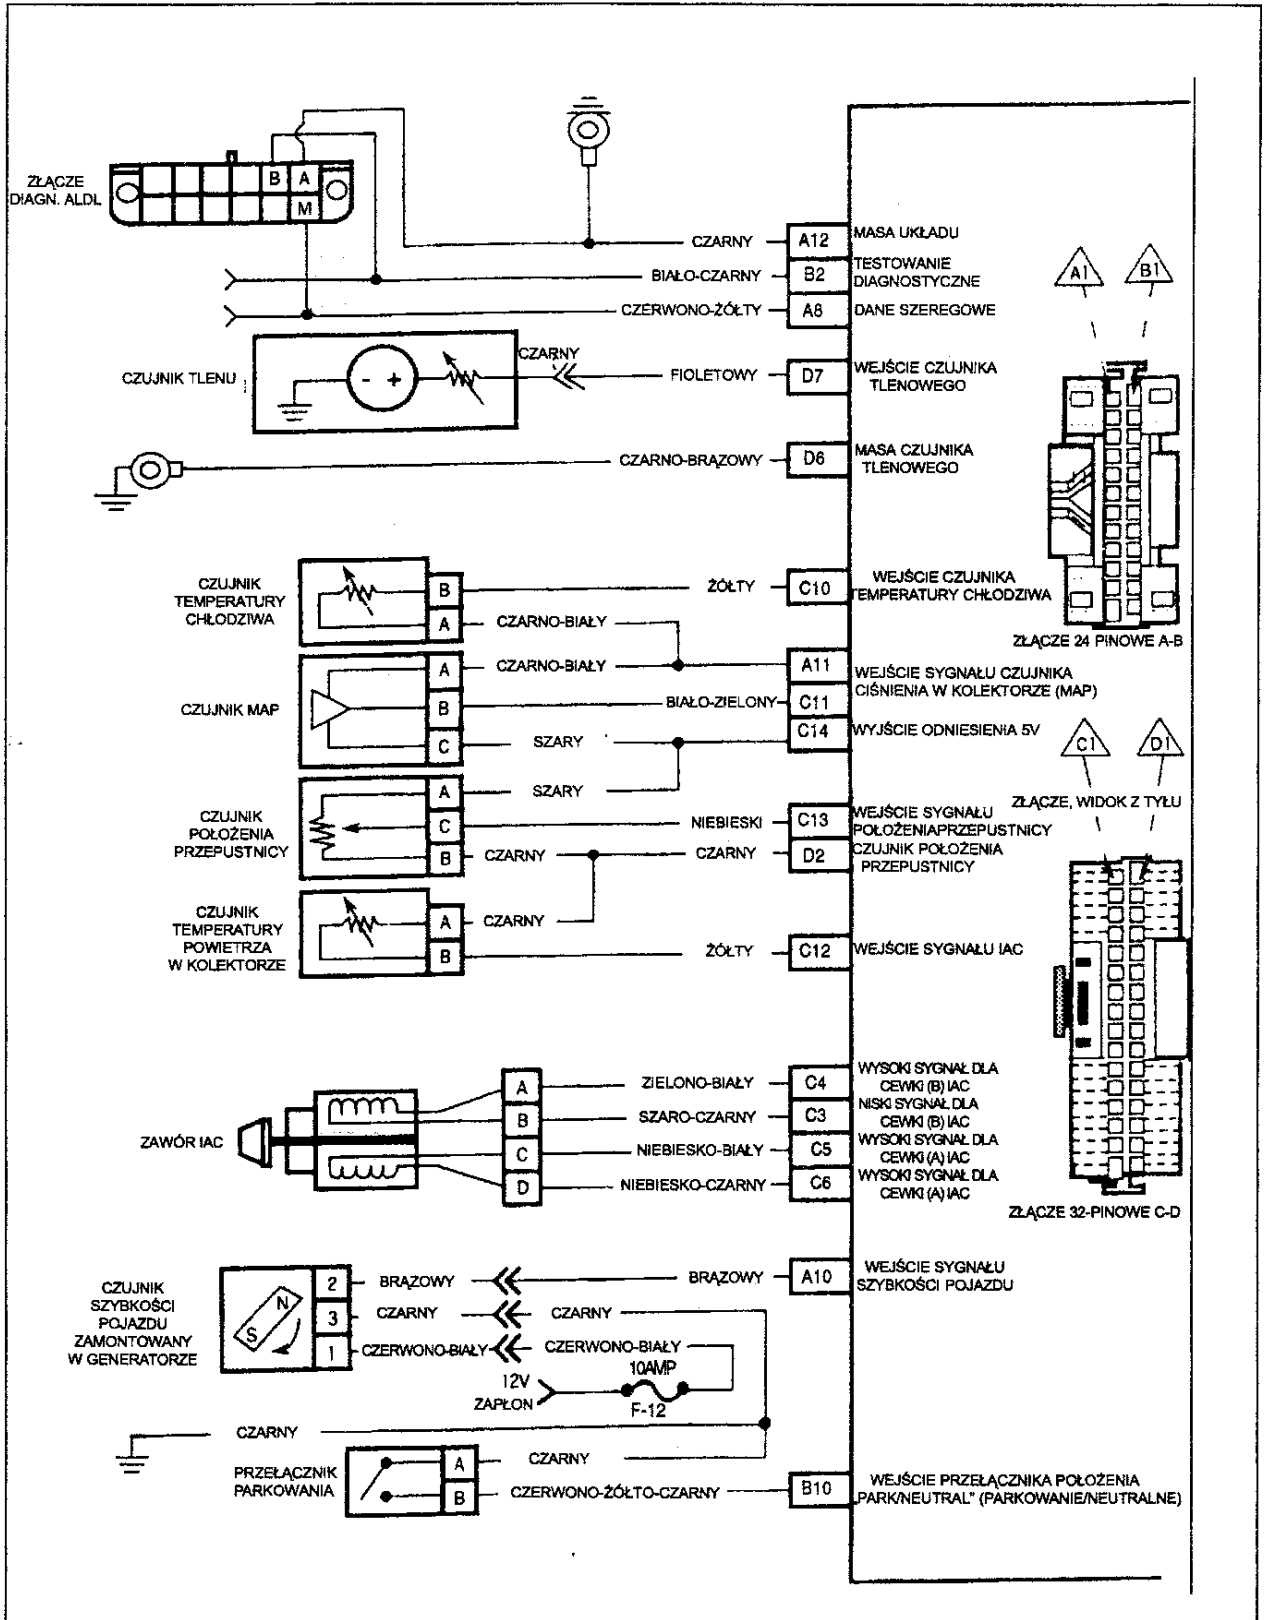 ZŁĄCZE
DIAGN. ALDL
B
A
M
CZARNY
A12
MASA UKŁADU
BIAŁO-CZARNY
B2
TESTOWANIE
DIAGNOSTYCZNE
CZERWONO-ŻÓŁTY
A8
DANE SZEREGOWE
A1
B1
CZUJNIK TLENU
- +
CZARNY
FIOLETOWY
D7
WEJŚCIE CZUJNIKA
TLENOWEGO
CZARNO-BRĄZOWY
D6
MASA CZUJNIKA
TLENOWEGO
CZUJNIK
TEMPERATURY
CHŁODZIWA
B
A
ŻÓŁTY
C10
WEJŚCIE CZUJNIKA
TEMPERATURY CHŁODZIWA
CZARNO-BIAŁY
ZŁĄCZE 24 PINOWE A-B
CZUJNIK MAP
A
B
C
CZARNO-BIAŁY
A11
WEJŚCIE SYGNAŁU CZUJNIKA
CIŚNIENIA W KOLEKTORZE (MAP)
BIAŁO-ZIELONY
C11
SZARY
C14
WYJŚCIE ODNIESIENIA 5V
C1
D1
ZŁĄCZE, WIDOK Z TYŁU
CZUJNIK
POŁOŻENIA
PRZEPUSTNICY
A
C
B
SZARY
NIEBIESKI
C13
WEJŚCIE SYGNAŁU
POŁOŻENIAPRZEPUSTNICY
CZARNY
CZARNY
D2
CZUJNIK POŁOŻENIA
PRZEPUSTNICY
CZUJNIK
TEMPERATURY
POWIETRZA
W KOLEKTORZE
A
B
CZARNY
ŻÓŁTY
C12
WEJŚCIE SYGNAŁU IAC
ZAWÓR IAC
A
B
C
D
ZIELONO-BIAŁY
C4
WYSOKI SYGNAŁ DLA
CEWKI (B) IAC
SZARO-CZARNY
C3
NISKI SYGNAŁ DLA
CEWKI (B) IAC
NIEBIESKO-BIAŁY
C5
WYSOKI SYGNAŁ DLA
CEWKI (A) IAC
NIEBIESKO-CZARNY
C6
WYSOKI SYGNAŁ DLA
CEWKI (A) IAC
ZŁĄCZE 32-PINOWE C-D
CZUJNIK
SZYBKOŚCI
POJAZDU
ZAMONTOWANY
W GENERATORZE
N
S
2
3
1
BRĄZOWY
BRĄZOWY
A10
WEJŚCIE SYGNAŁU
SZYBKOŚCI POJAZDU
CZARNY
CZARNY
CZERWONO-BIAŁY
CZERWONO-BIAŁY
12V
ZAPŁON
10AMP
F-12
CZARNY
PRZEŁĄCZNIK
PARKOWANIA
A
B
CZARNY
CZERWONO-ŻÓŁTO-CZARNY
B10
WEJŚCIE PRZEŁĄCZNIKA POŁOŻENIA
"PARK/NEUTRAL" (PARKOWANIE/NEUTRALNE)